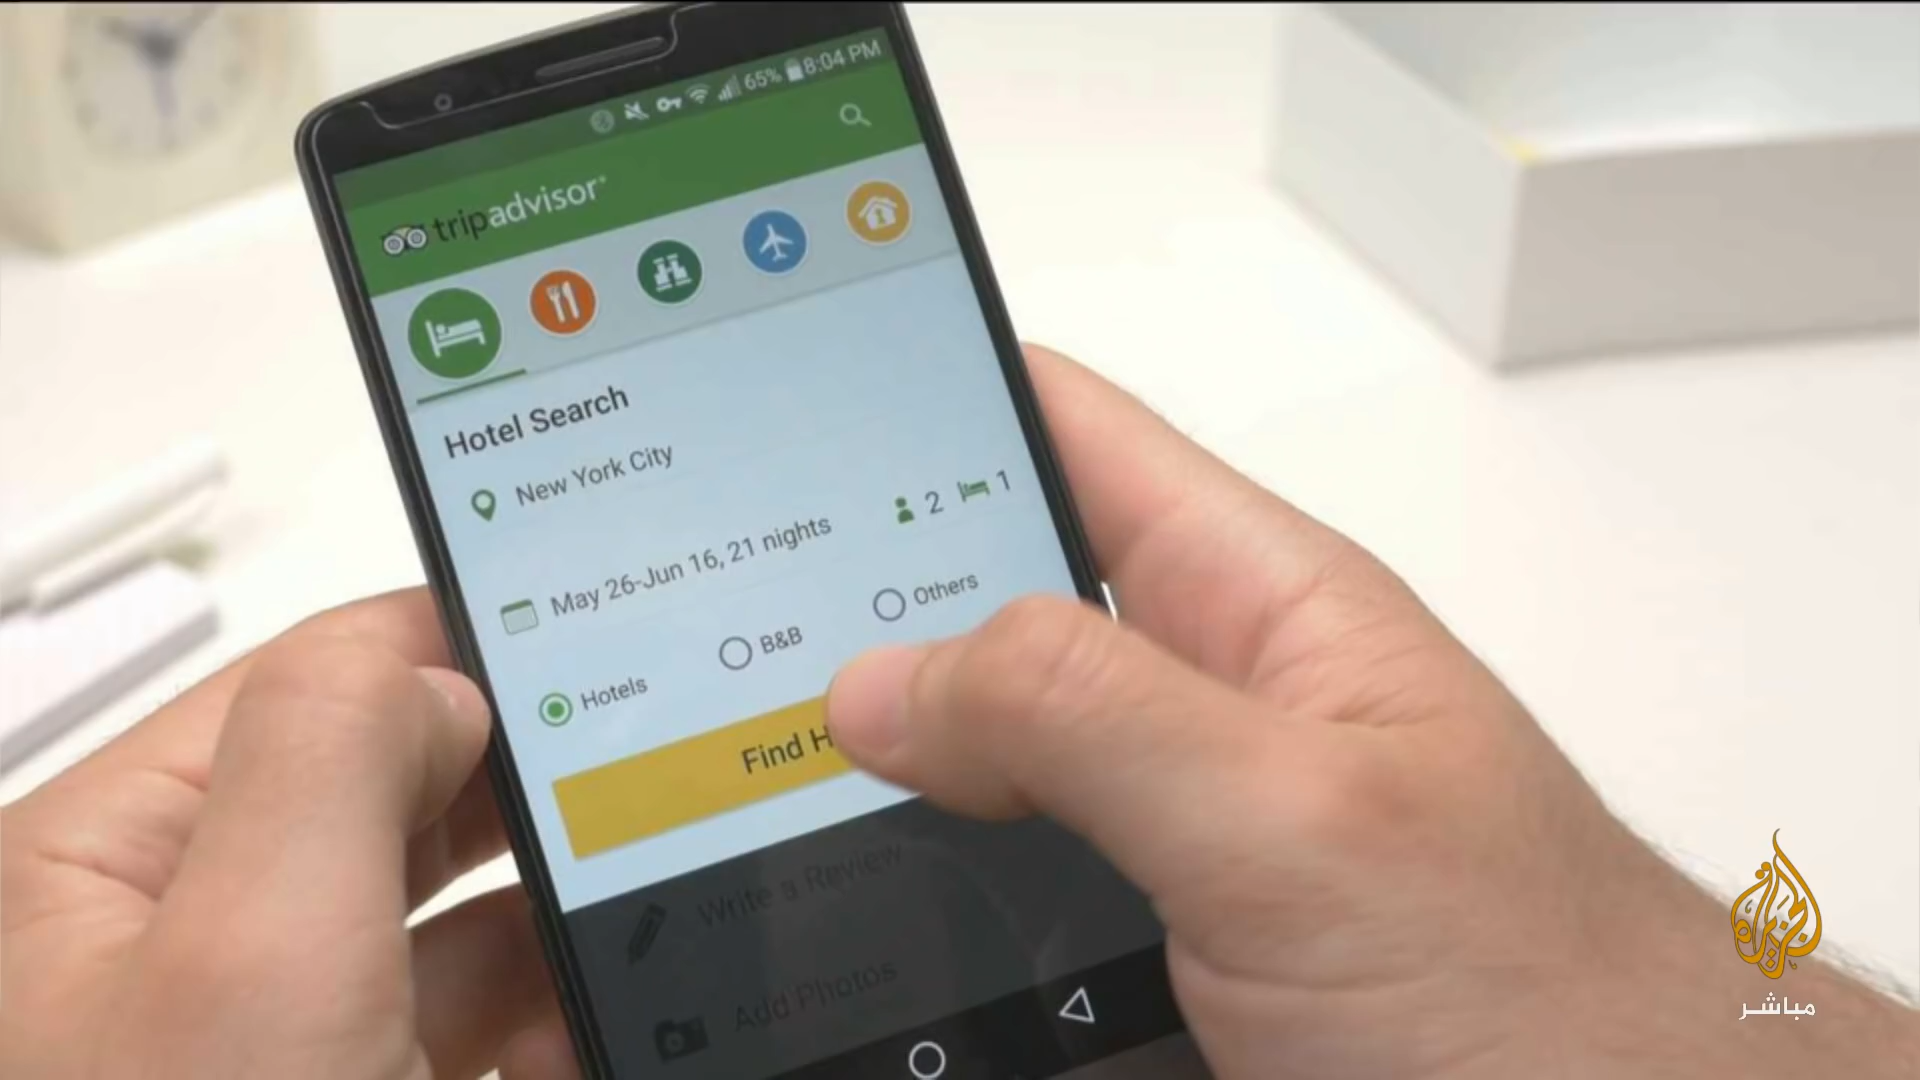 65% 8:04 PM
tripadvisor
Hotel Search
New York City
May 26-Jun 16, 21 nights
2 1
Hotels
B&B
Others
Find H
Write a Review
Add Photos
الجزيرة
مباشر